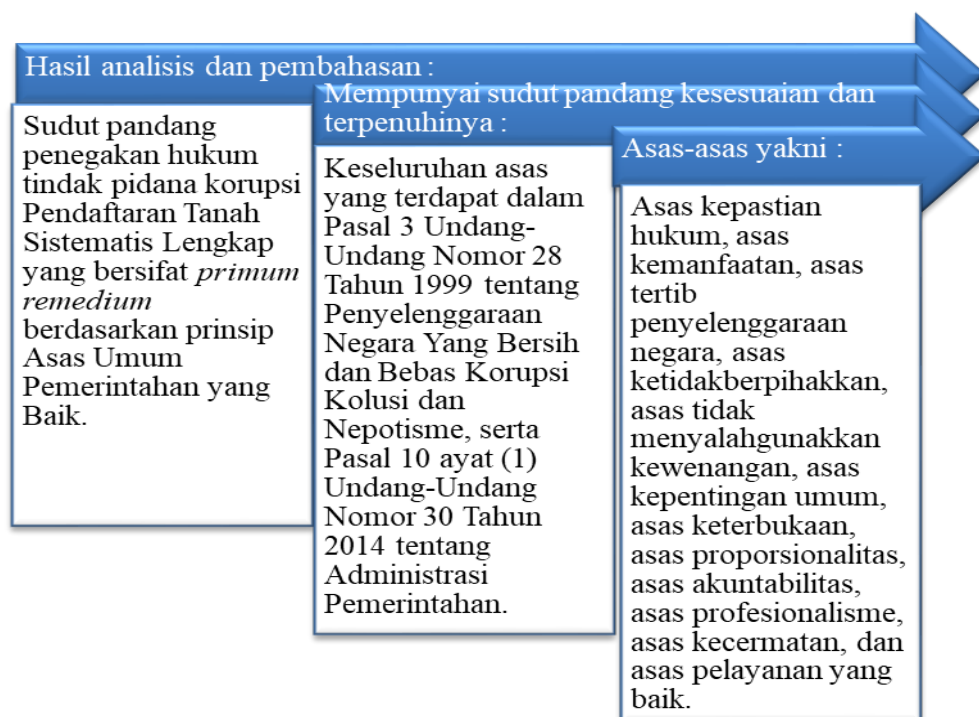 Hasil analisis dan pembahasan :
Sudut pandang
penegakan hukum
tindak pidana korupsi
Pendaftaran Tanah
Sistematis Lengkap
yang bersifat primum
remedium
berdasarkan prinsip
Asas Umum
Pemerintahan yang
Baik.
Mempunyai sudut pandang kesesuaian dan
terpenuhinya :
Keseluruhan asas
yang terdapat dalam
Pasal 3 Undang-
Undang Nomor 28
Tahun 1999 tentang
Penyelenggaraan
Negara Yang Bersih
dan Bebas Korupsi
Kolusi dan
Nepotisme, serta
Pasal 10 ayat (1)
Undang-Undang
Nomor 30 Tahun
2014 tentang
Administrasi
Pemerintahan.
Asas-asas yakni :
Asas kepastian
hukum, asas
kemanfaatan, asas
tertib
penyelenggaraan
negara, asas
ketidakberpihakkan,
asas tidak
menyalahgunakkan
kewenangan, asas
kepentingan umum,
asas keterbukaan,
asas proporsionalitas,
asas akuntabilitas,
asas profesionalisme,
asas kecermatan, dan
asas pelayanan yang
baik.